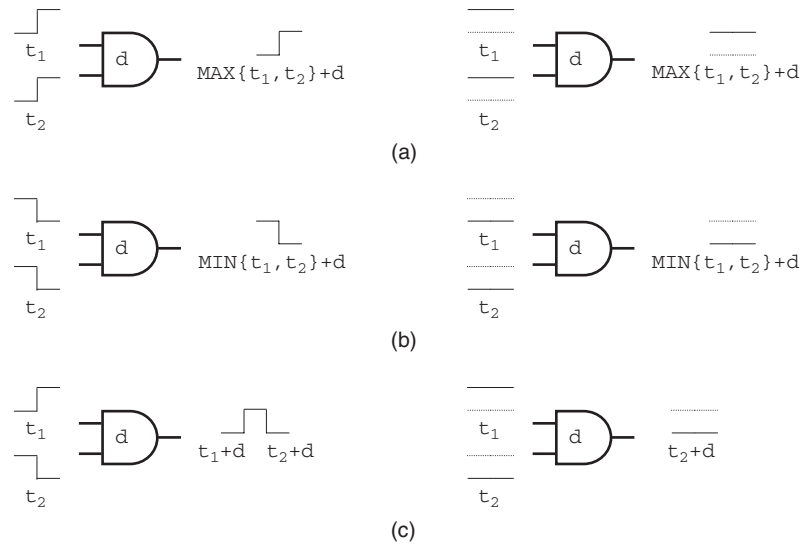 t₁ d MAX{t₁,t₂}+d t₂
t₁ d MAX{t₁,t₂}+d t₂
(a)
t₁ d MIN{t₁,t₂}+d t₂
t₁ d MIN{t₁,t₂}+d t₂
(b)
t₁ d t₁+d t₂+d t₂
t₁ d t₂+d t₂
(c)